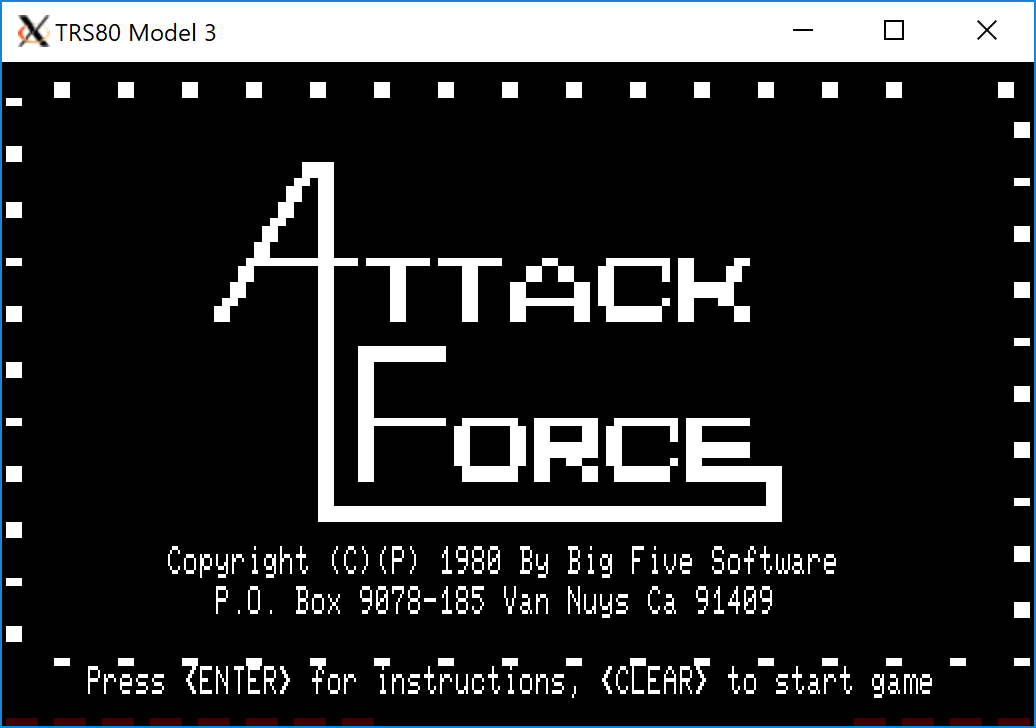 TRS80 Model 3
ATTACK
FORCE
Copyright (C)(P) 1980 By Big Five Software
P.O. Box 9078-185 Van Nuys Ca 91409
Press <ENTER> for instructions, <CLEAR> to start game